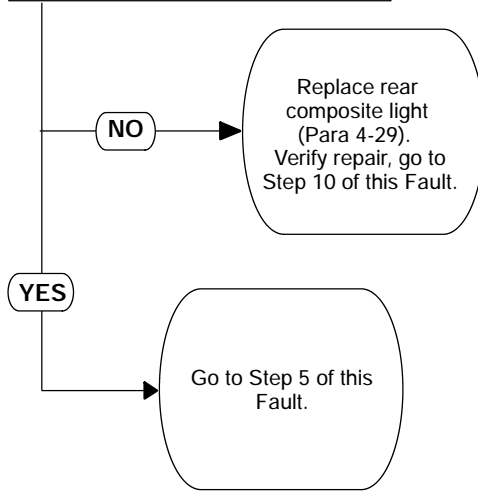 NO
Replace rear
composite light
(Para 4-29).
Verify repair, go to
Step 10 of this Fault.
YES
Go to Step 5 of this
Fault.